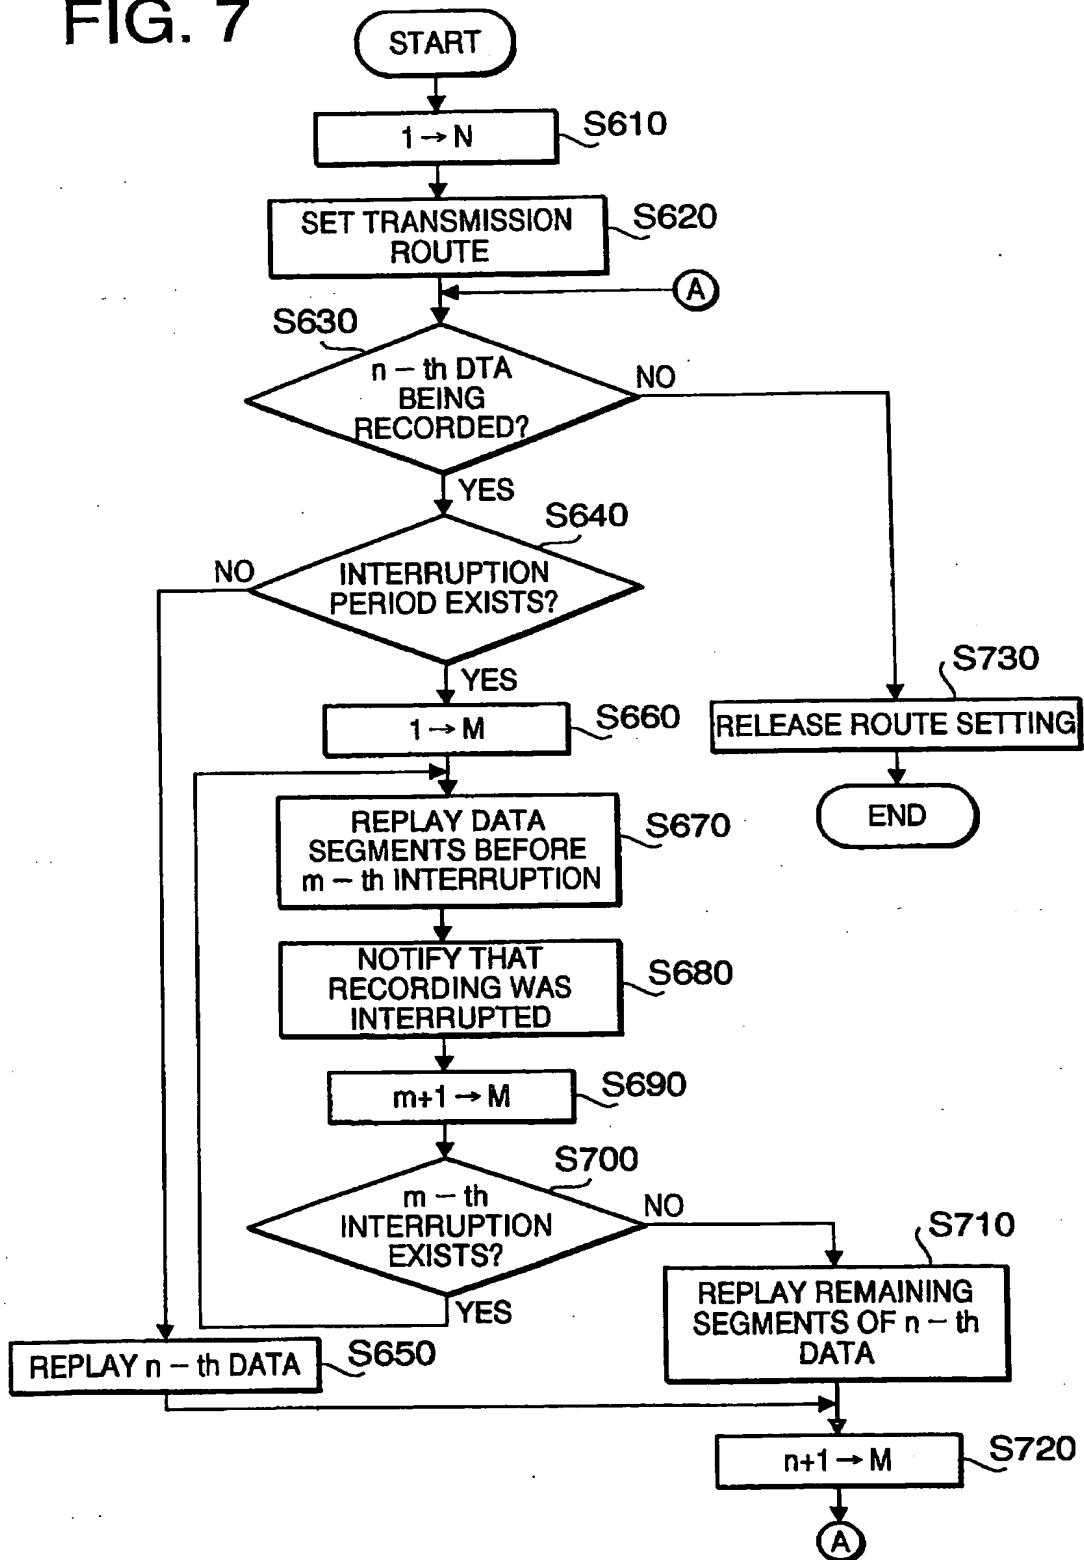 FIG. 7
START
1 → N
S610
SET TRANSMISSION
ROUTE
S620
A
S630
n – th DTA
BEING
RECORDED?
NO
YES
S640
NO
INTERRUPTION
PERIOD EXISTS?
YES
S730
RELEASE ROUTE SETTING
END
1 → M
S660
REPLAY DATA
SEGMENTS BEFORE
m – th INTERRUPTION
S670
NOTIFY THAT
RECORDING WAS
INTERRUPTED
S680
m+1 → M
S690
S700
m – th
INTERRUPTION
EXISTS?
NO
YES
S710
REPLAY REMAINING
SEGMENTS OF n – th
DATA
REPLAY n – th DATA
S650
n+1 → M
S720
A